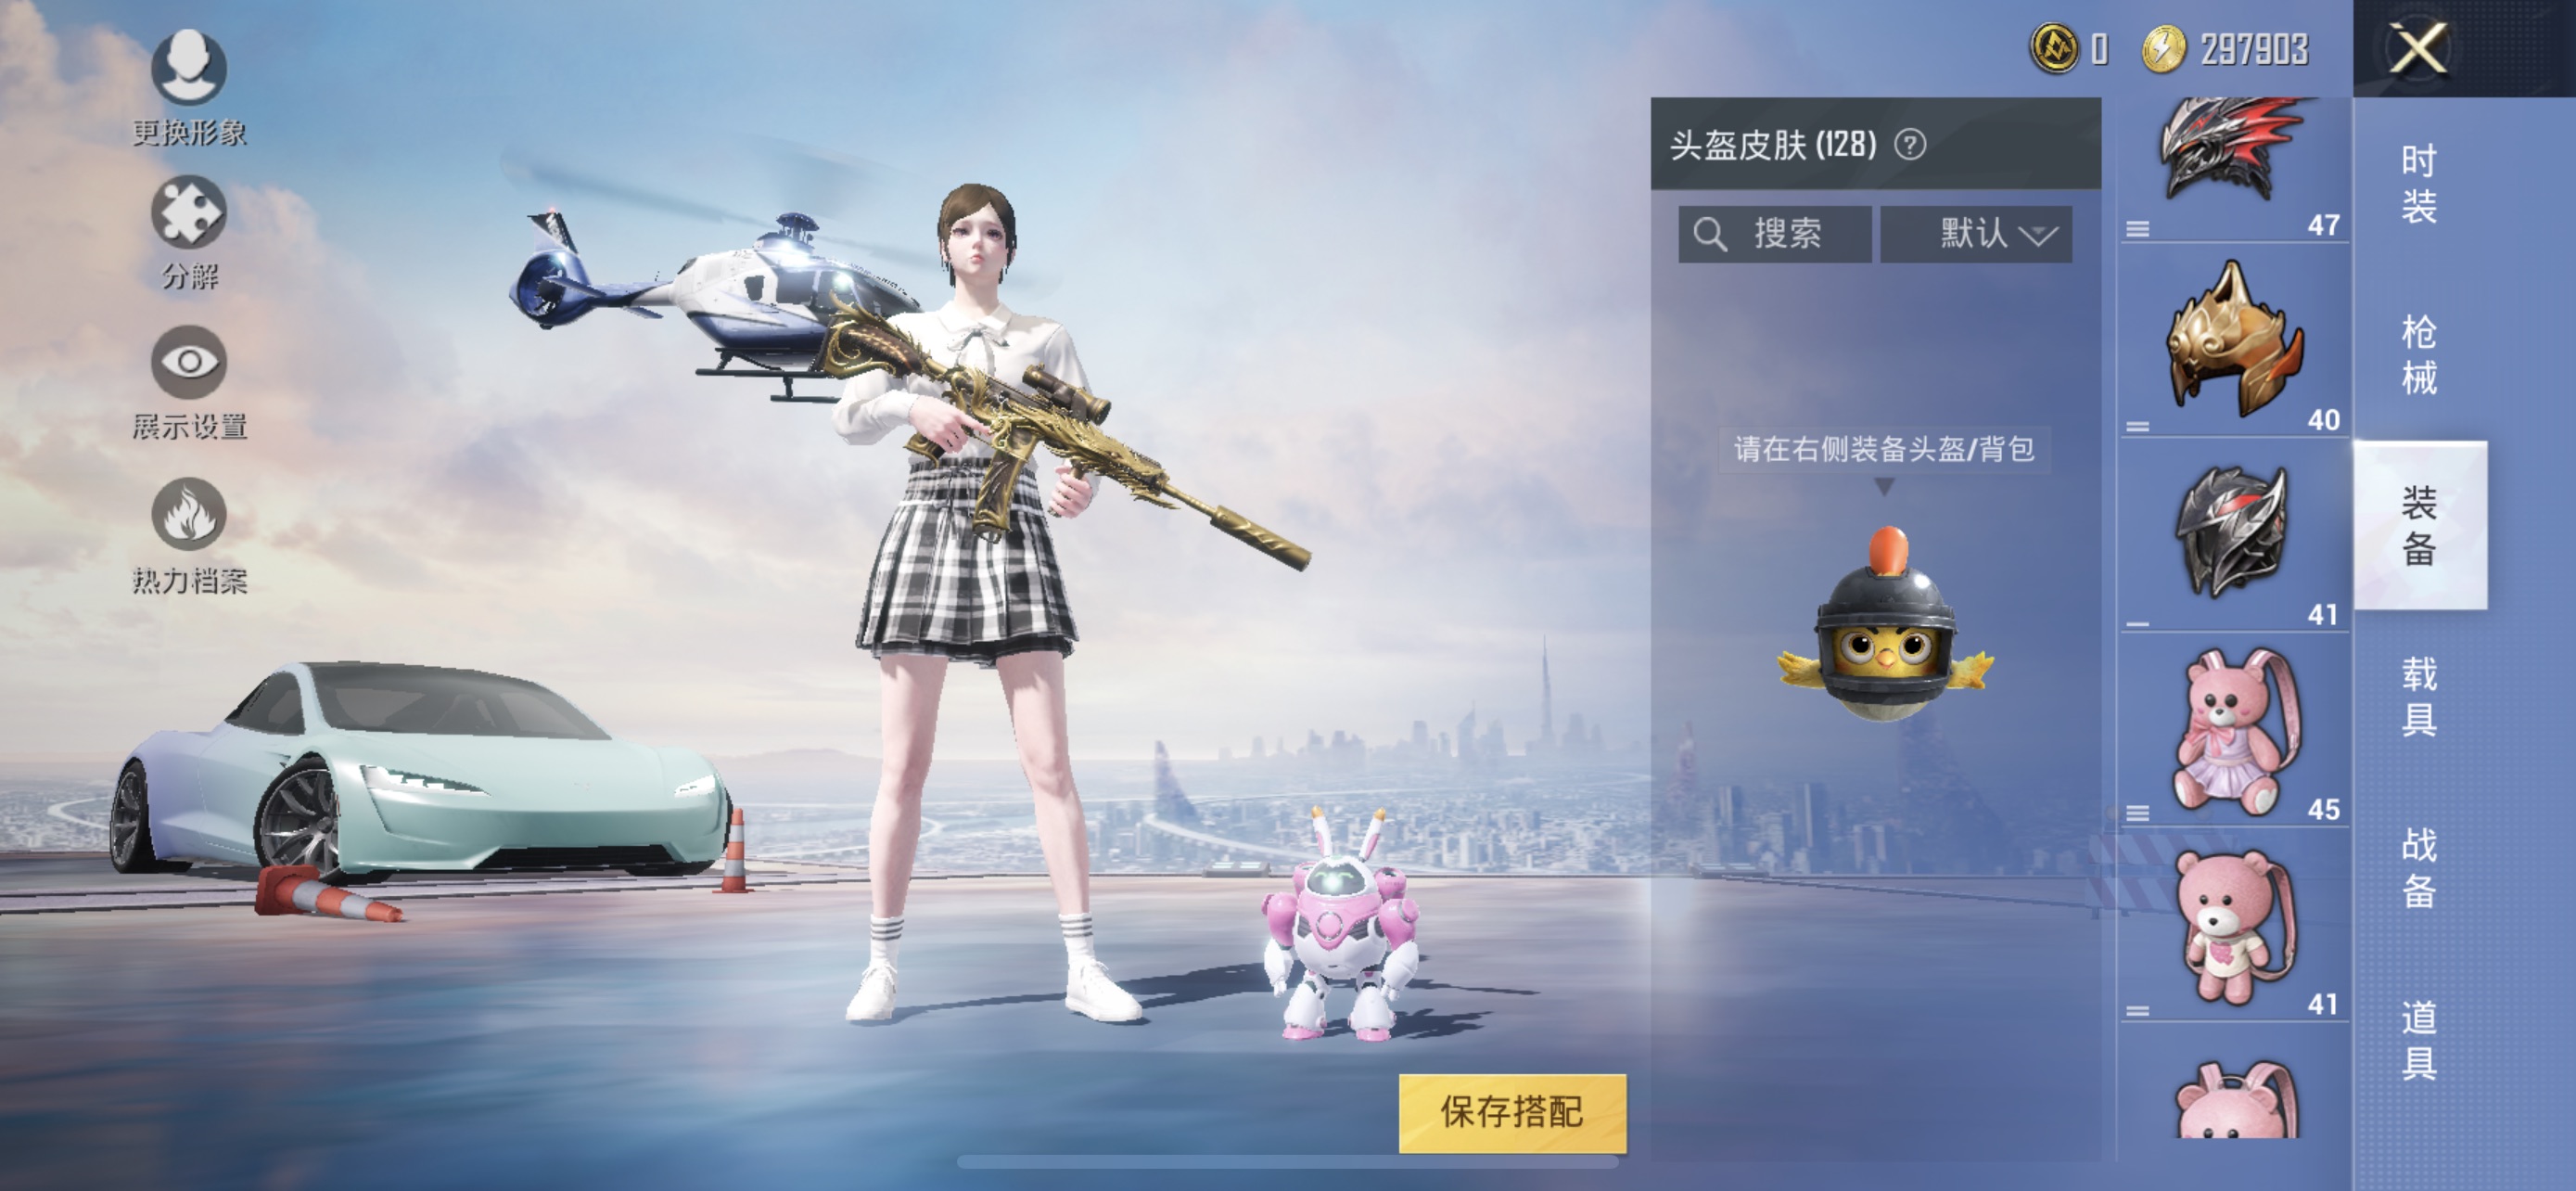 更换形象
分解
展示设置
热力档案
0
297903
头盔皮肤 (128) ?
搜索
默认
请在右侧装备头盔/背包
保存搭配
47
40
41
45
41
时装
枪械
装备
载具
战备
道具